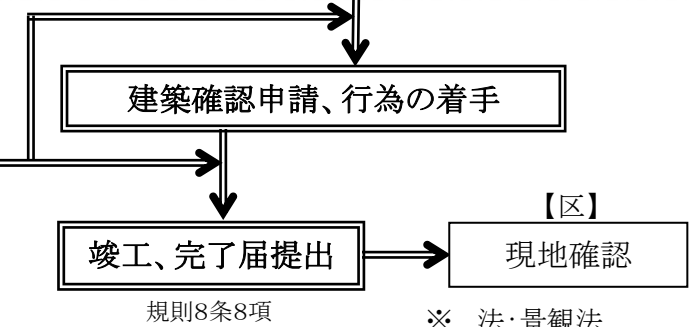 建築確認申請、行為の着手
【区】
竣工、完了届提出
現地確認
規則8条8項
※ 法・景観法